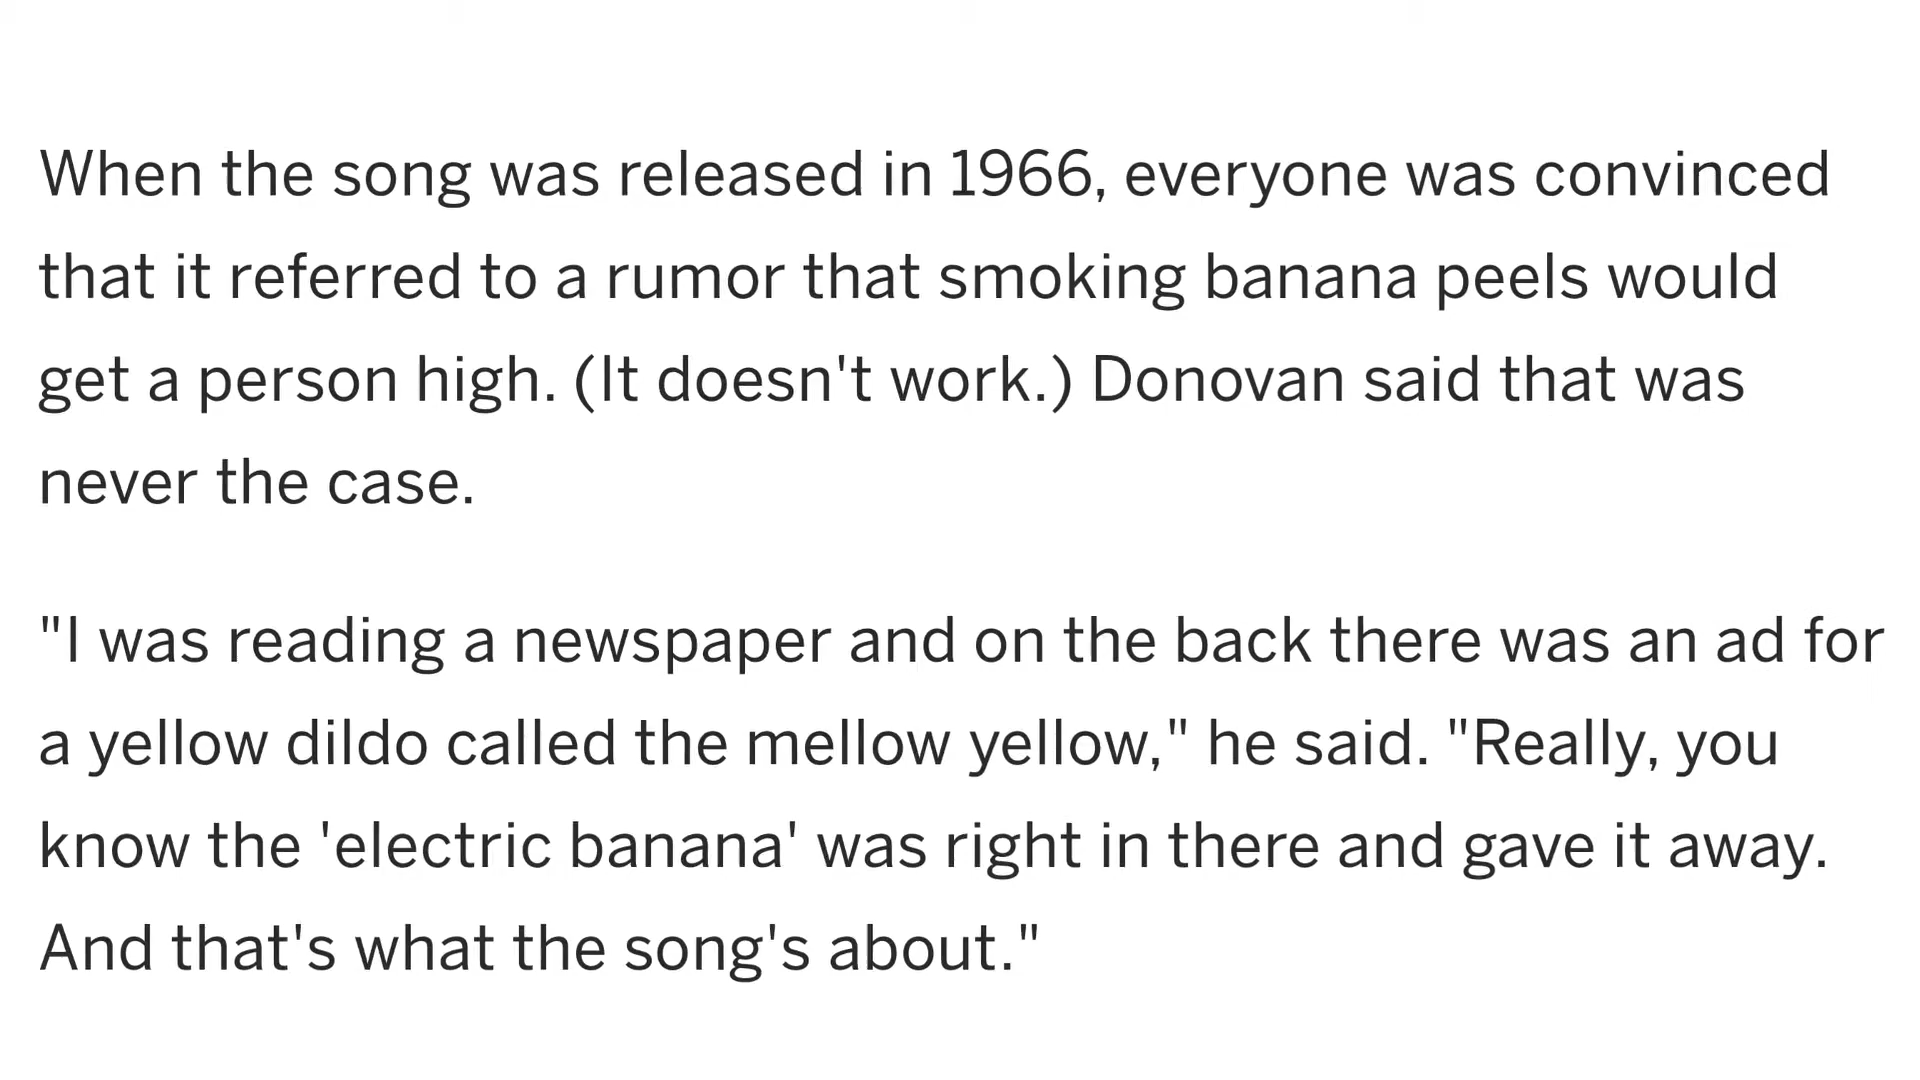 When the song was released in 1966, everyone was convinced
that it referred to a rumor that smoking banana peels would
get a person high. (It doesn't work.) Donovan said that was
never the case.
"I was reading a newspaper and on the back there was an ad for
a yellow dildo called the mellow yellow," he said. "Really, you
know the 'electric banana' was right in there and gave it away.
And that's what the song's about."